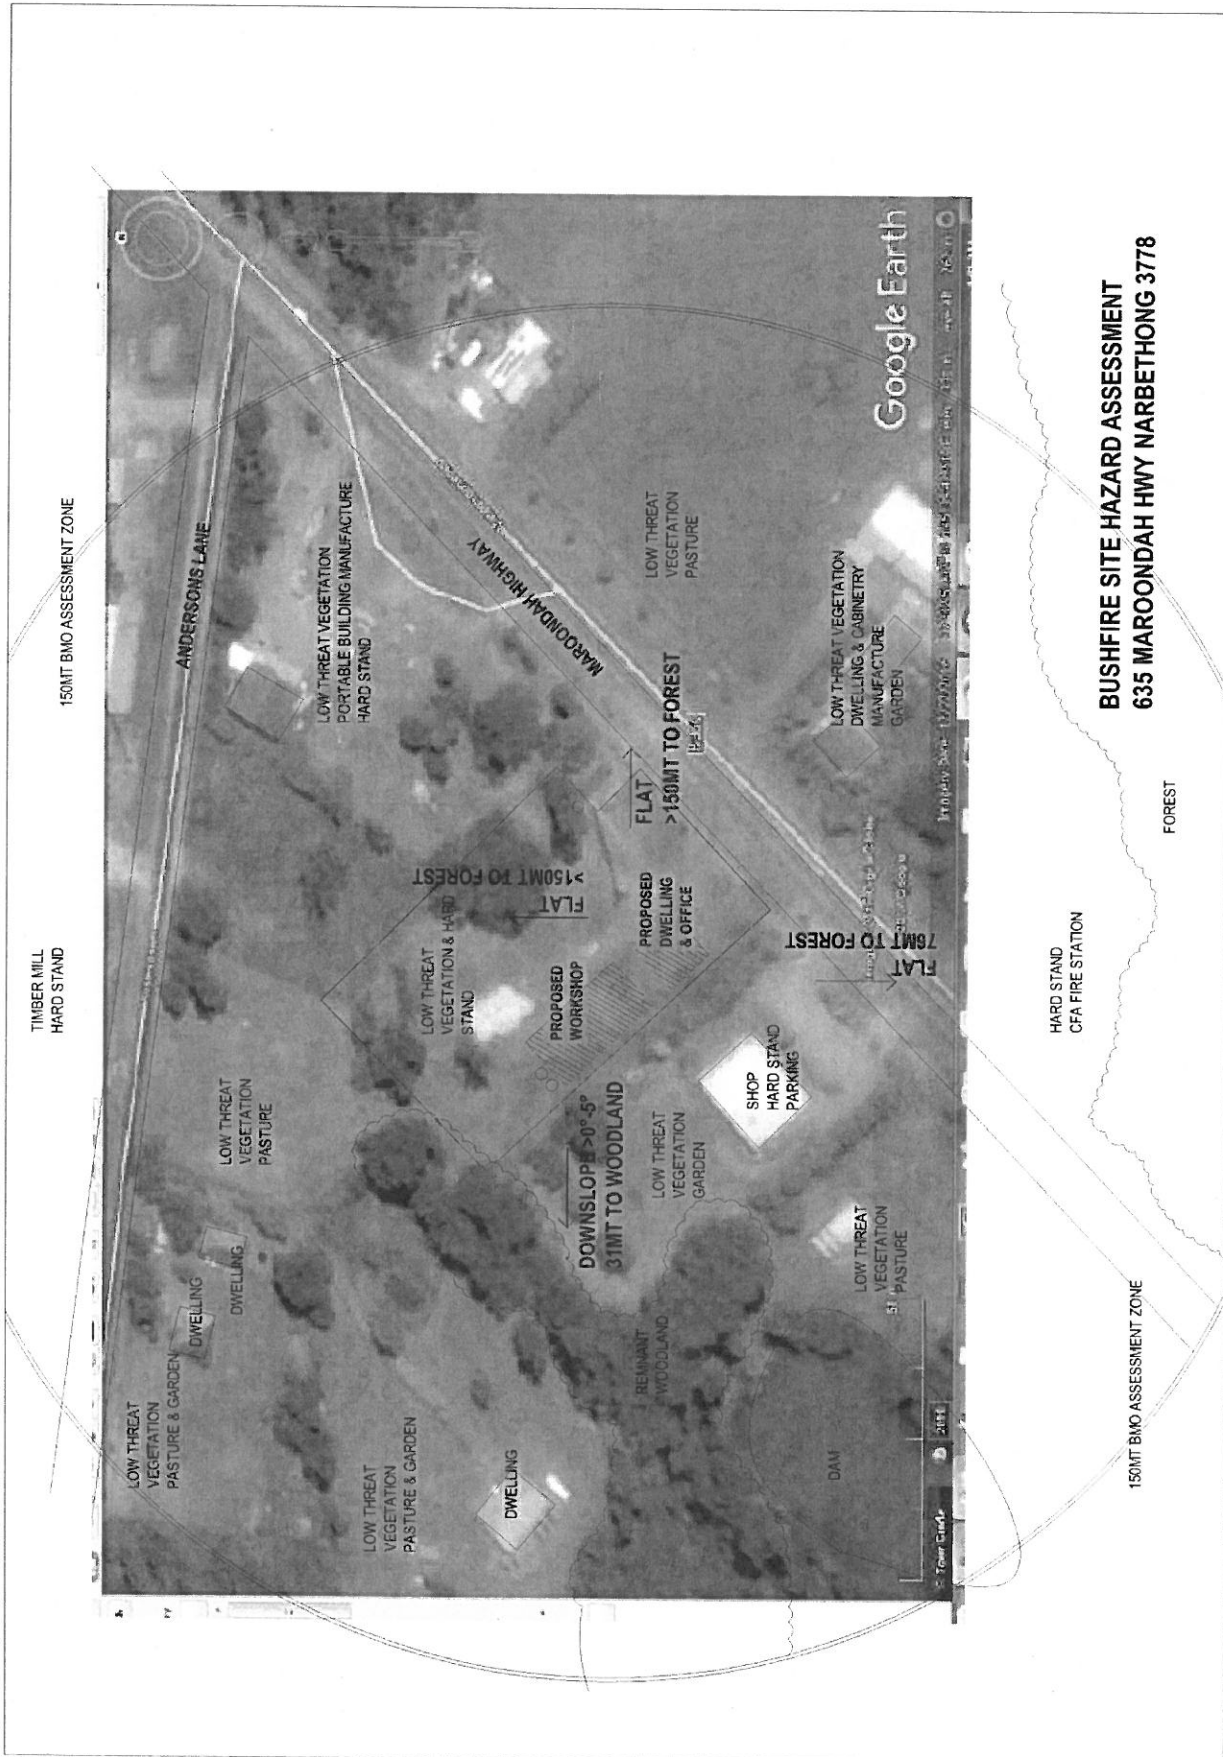 TIMBER MILL
HARD STAND
150MT BMO ASSESSMENT ZONE
ANDERSONS LANE
LOW THREAT
VEGETATION
PASTURE & GARDEN
DWELLING
DWELLING
LOW THREAT
VEGETATION
PASTURE
LOW THREAT VEGETATION
PORTABLE BUILDING MANUFACTURE
HARD STAND
LOW THREAT
VEGETATION
PASTURE & GARDEN
DWELLING
LOW THREAT
VEGETATION & HARD
STAND
FLAT
>150MT TO FOREST
MAROONDAH HIGHWAY
PROPOSED
WORKSHOP
PROPOSED
DWELLING
& OFFICE
FLAT
>150MT TO FOREST
LOW THREAT
VEGETATION
PASTURE
DOWNSLOPE >0°-5°
31MT TO WOODLAND
REMNANT
WOODLAND
LOW THREAT
VEGETATION
GARDEN
SHOP
HARD STAND
PARKING
FLAT
76MT TO FOREST
LOW THREAT VEGETATION
DWELLING & CABINETRY
MANUFACTURE
GARDEN
DAM
LOW THREAT
VEGETATION
PASTURE
Google Earth
150MT BMO ASSESSMENT ZONE
HARD STAND
CFA FIRE STATION
FOREST
BUSHFIRE SITE HAZARD ASSESSMENT
635 MAROONDAH HWY NARBETHONG 3778